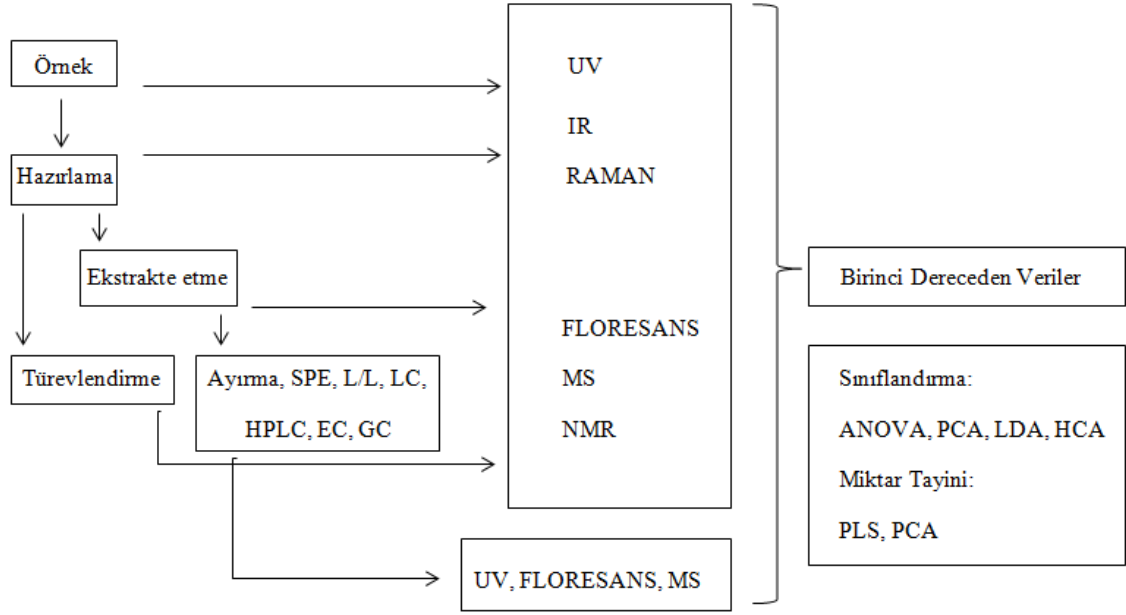 Örnek
Hazırlama
Ekstrakte etme
Türevlendirme
Ayırma, SPE, L/L, LC,
HPLC, EC, GC
UV
IR
RAMAN
FLORESANS
MS
NMR
UV, FLORESANS, MS
Birinci Dereceden Veriler
Sınıflandırma:
ANOVA, PCA, LDA, HCA
Miktar Tayini:
PLS, PCA